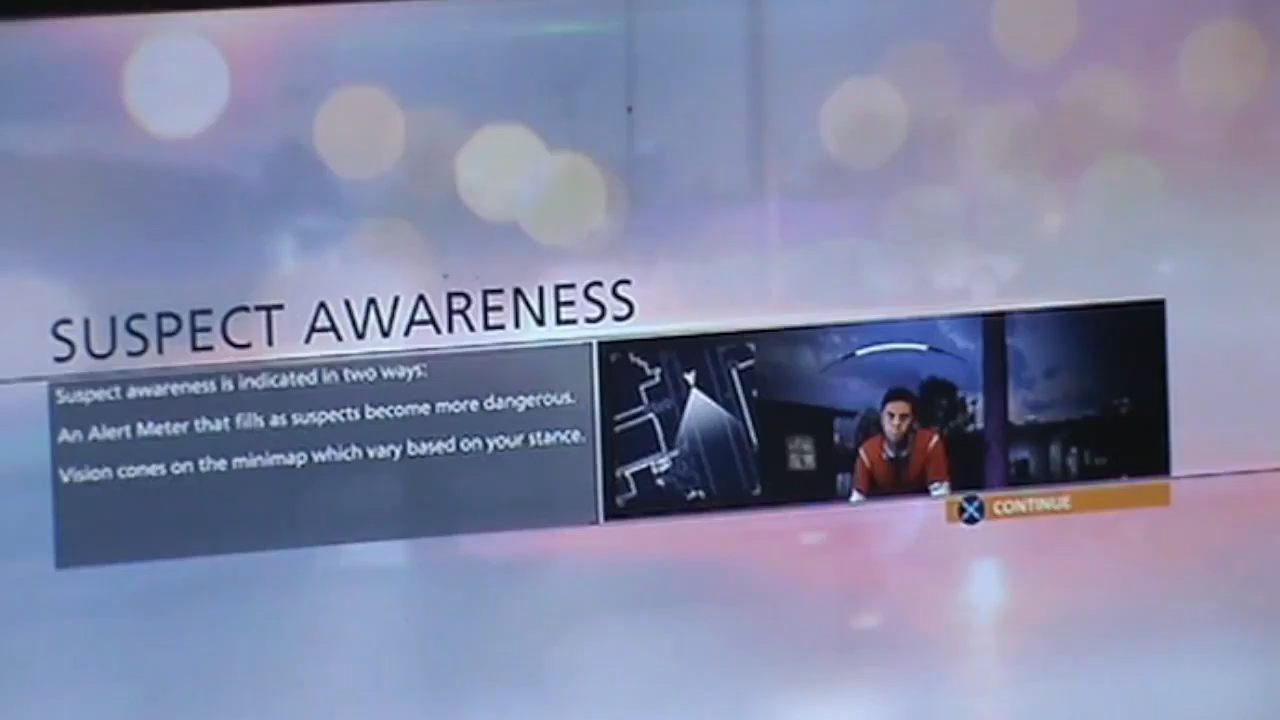 SUSPECT AWARENESS
Suspect awareness is indicated in two ways:
An Alert Meter that fills as suspects become more dangerous.
Vision cones on the minimap which vary based on your stance.
CONTINUE